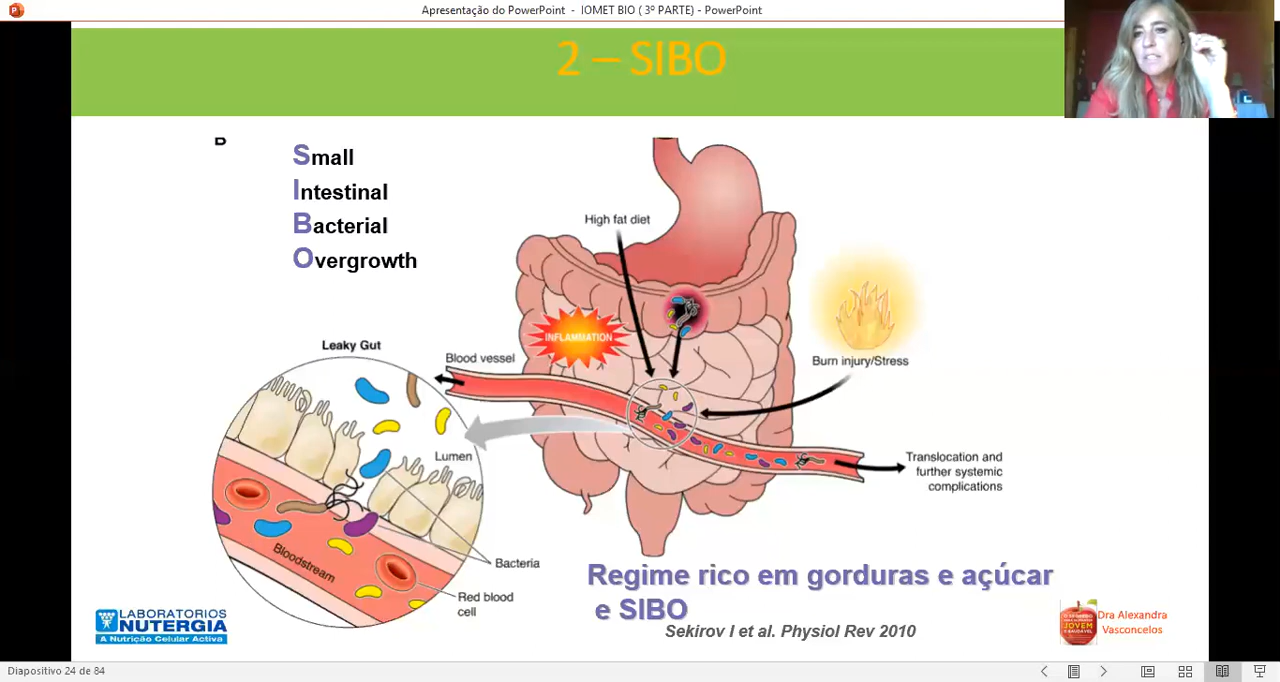 Apresentação do PowerPoint - IOMET BIO ( 3º PARTE) - PowerPoint
2 – SIBO
B
Small
Intestinal
Bacterial
Overgrowth
High fat diet
INFLAMMATION
Burn injury/Stress
Leaky Gut
Blood vessel
Lumen
Translocation and
further systemic
complications
Bloodstream
Bacteria
Red blood
cell
Regime rico em gorduras e açúcar
e SIBO
Sekirov I et al. Physiol Rev 2010
LABORATORIOS
NUTERGIA
A Nutrição Celular Activa
JOVEM
Dra Alexandra
Vasconcelos
Diapositivo 24 de 84